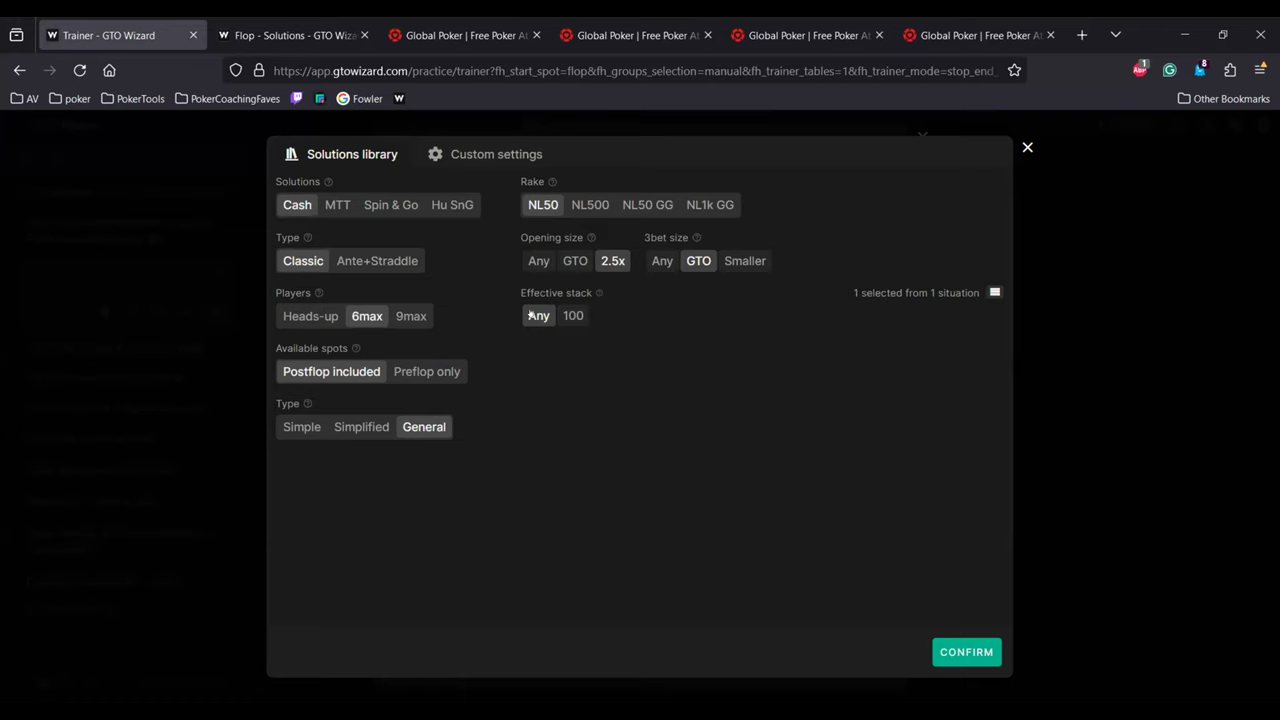 Trainer - GTO Wizard
Flop - Solutions - GTO Wiza
Global Poker | Free Poker A
Global Poker | Free Poker A
Global Poker | Free Poker A
Global Poker | Free Poker A
https://app.gtowizard.com/practice/trainer?fh_start_spot=flop&fh_groups_selection=manual&fh_trainer_tables=1&fh_trainer_mode=stop_end_
1
8
AV
poker
PokerTools
PokerCoachingFaves
Fowler
Other Bookmarks
Solutions library
Custom settings
Solutions
Rake
Cash MTT Spin & Go Hu SnG
NL50 NL500 NL50 GG NL1k GG
Type
Opening size
3bet size
Classic Ante+Straddle
Any GTO 2.5x
Any GTO Smaller
Players
Effective stack
1 selected from 1 situation
Heads-up 6max 9max
Any 100
Available spots
Postflop included Preflop only
Type
Simple Simplified General
CONFIRM